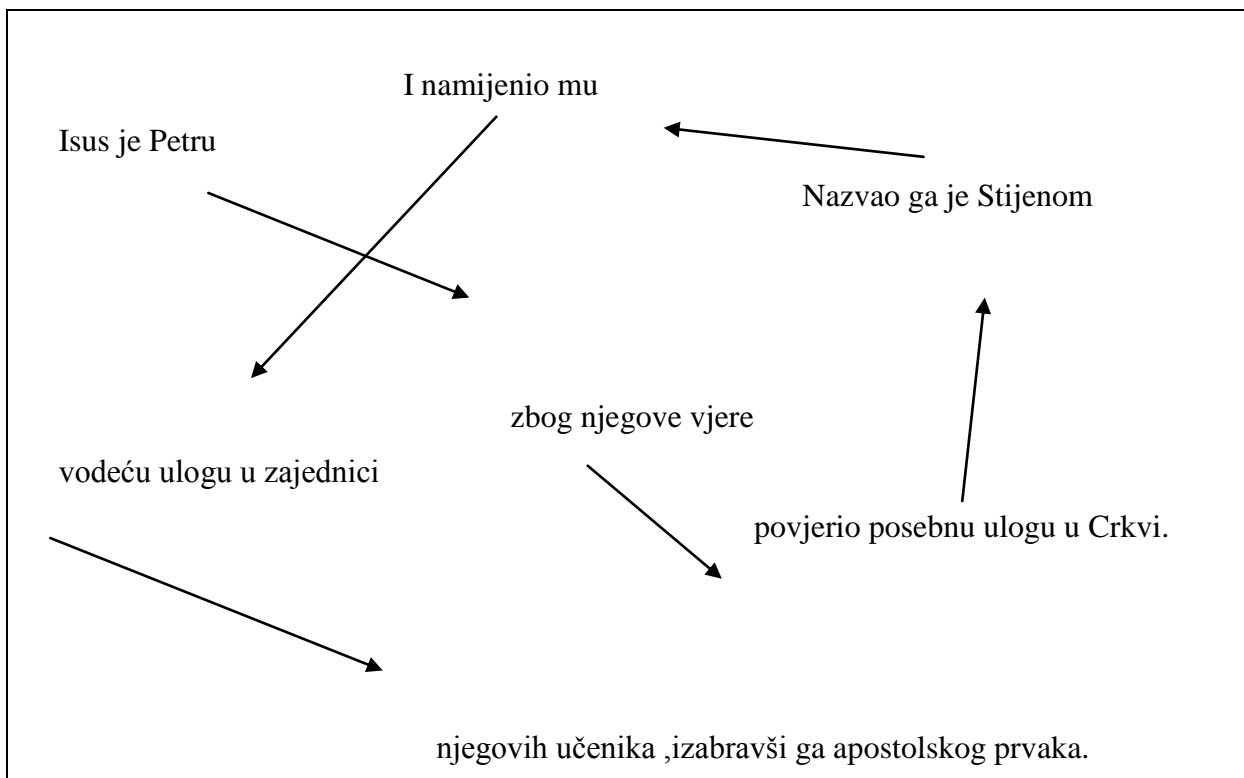 I namijenio mu
Isus je Petru
Nazvao ga je Stijenom
zbog njegove vjere
vodeću ulogu u zajednici
povjerio posebnu ulogu u Crkvi.
njegovih učenika ,izabravši ga apostolskog prvaka.